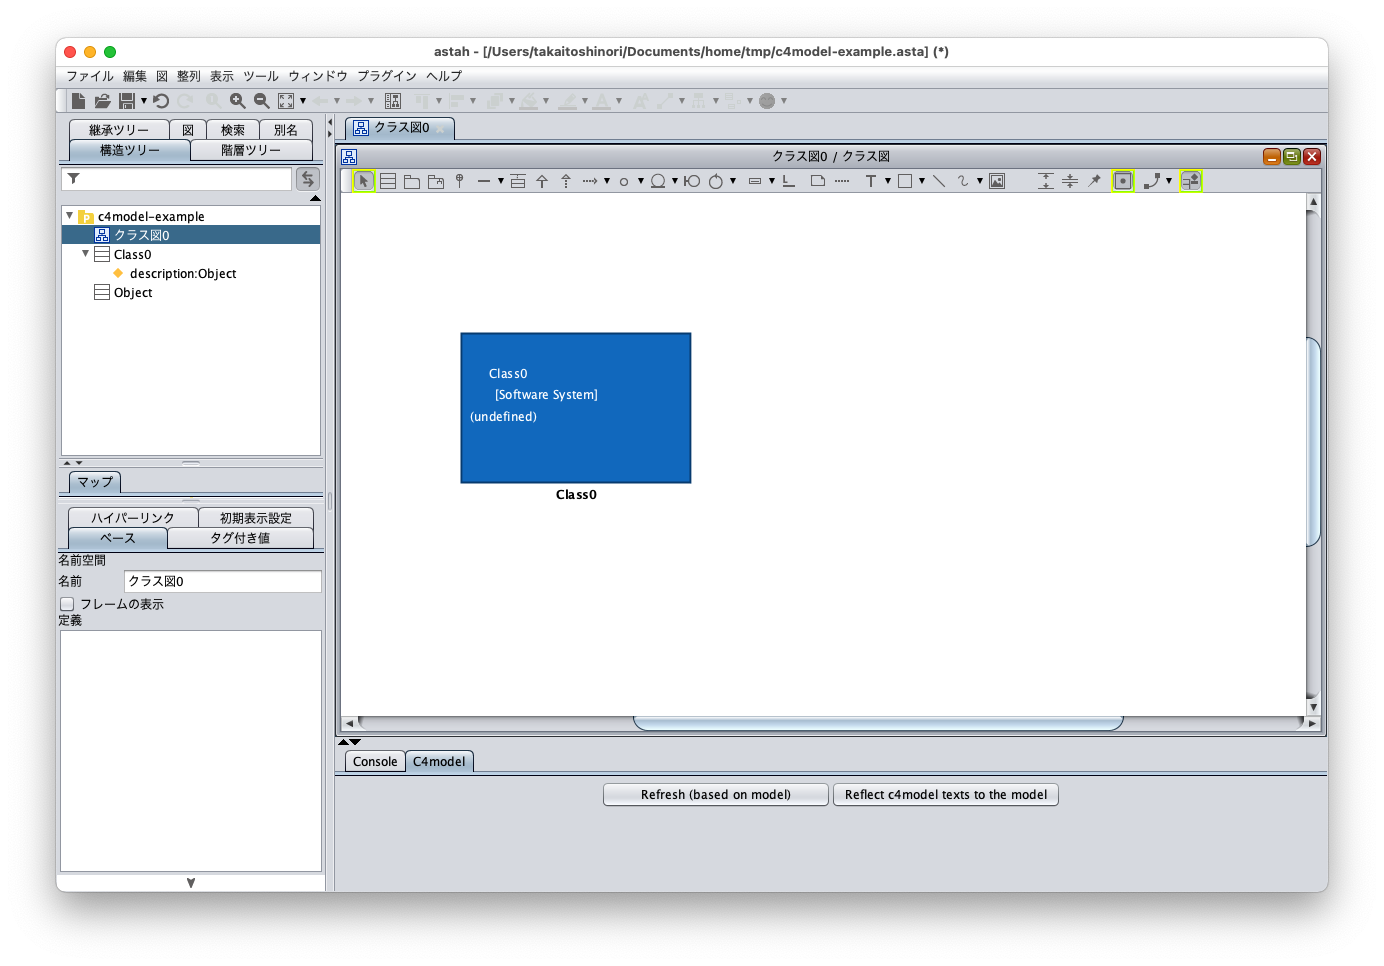 astah - [/Users/takaitoshinori/Documents/home/tmp/c4model-example.asta] (*)
ファイル 編集 図 整列 表示 ツール ウィンドウ プラグイン ヘルプ
継承ツリー 図 検索 別名
構造ツリー 階層ツリー
c4model-example
クラス図0
Class0
description:Object
Object
マップ
ハイパーリンク 初期表示設定
ベース タグ付き値
名前空間
名前 クラス図0
フレームの表示
定義
クラス図0
クラス図0 / クラス図
Class0
[Software System]
(undefined)
Class0
Console C4model
Refresh (based on model) Reflect c4model texts to the model